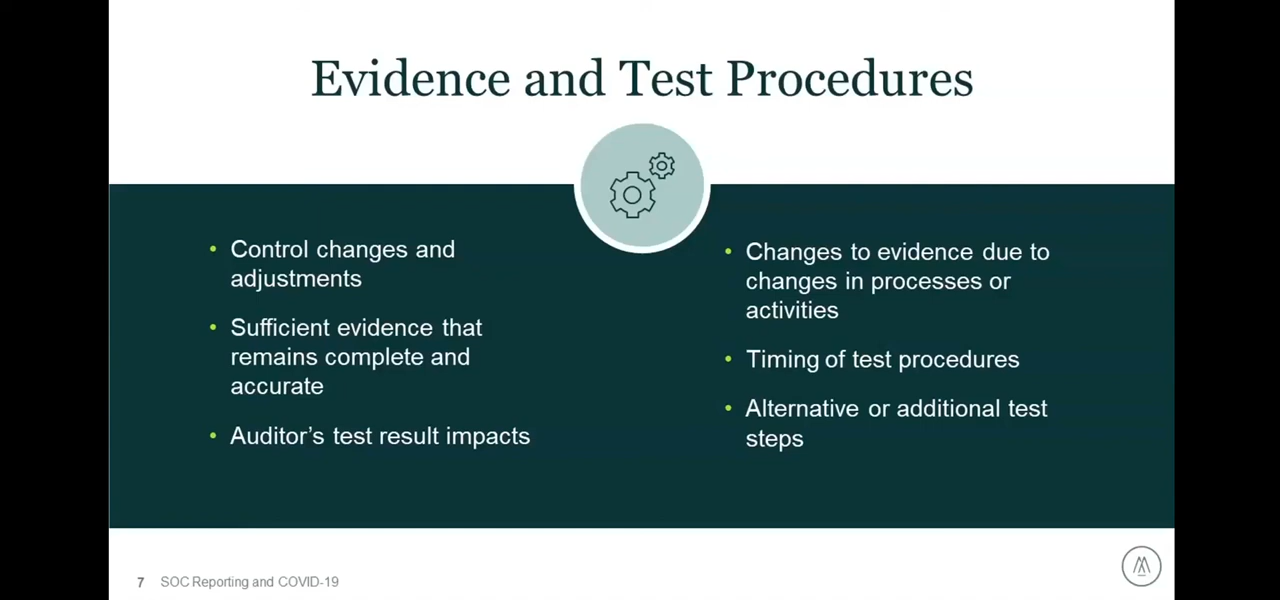 Evidence and Test Procedures
• Control changes and
adjustments
• Sufficient evidence that
remains complete and
accurate
• Auditor’s test result impacts
• Changes to evidence due to
changes in processes or
activities
• Timing of test procedures
• Alternative or additional test
steps
7 SOC Reporting and COVID-19